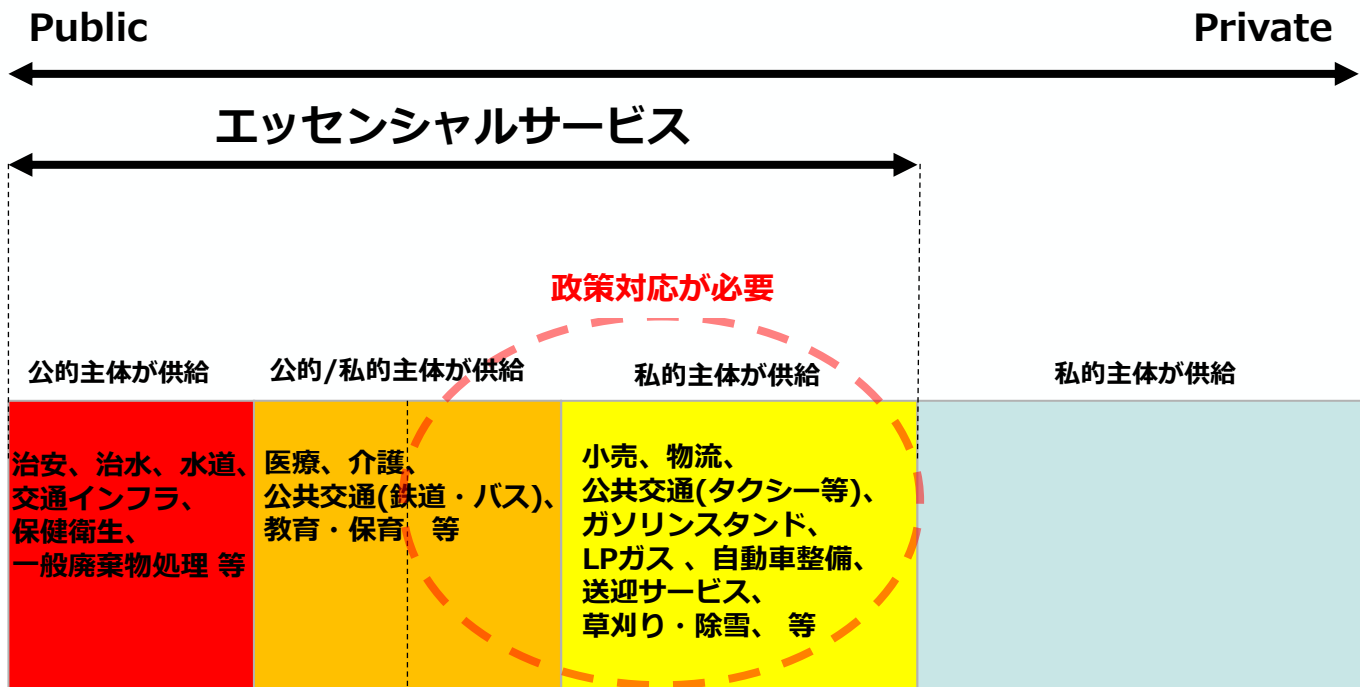 Public
Private
エッセンシャルサービス
政策対応が必要
公的主体が供給
公的/私的主体が供給
私的主体が供給
私的主体が供給
治安、治水、水道、
交通インフラ、
保健衛生、
一般廃棄物処理 等
医療、介護、
公共交通(鉄道・バス)、
教育・保育　等
小売、物流、
公共交通(タクシー等)、
ガソリンスタンド、
LPガス 、自動車整備、
送迎サービス、
草刈り・除雪、 等